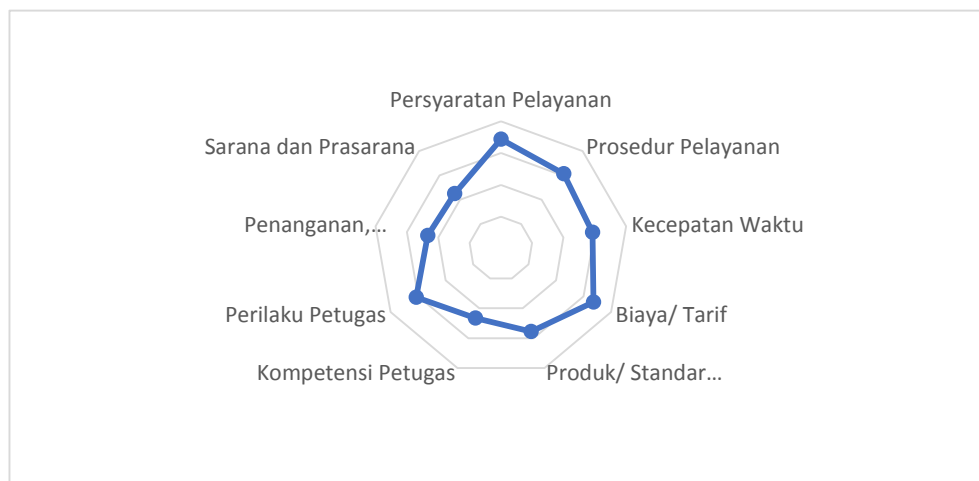 Persyaratan Pelayanan
Prosedur Pelayanan
Kecepatan Waktu
Biaya/ Tarif
Produk/ Standar...
Kompetensi Petugas
Perilaku Petugas
Penanganan,...
Sarana dan Prasarana